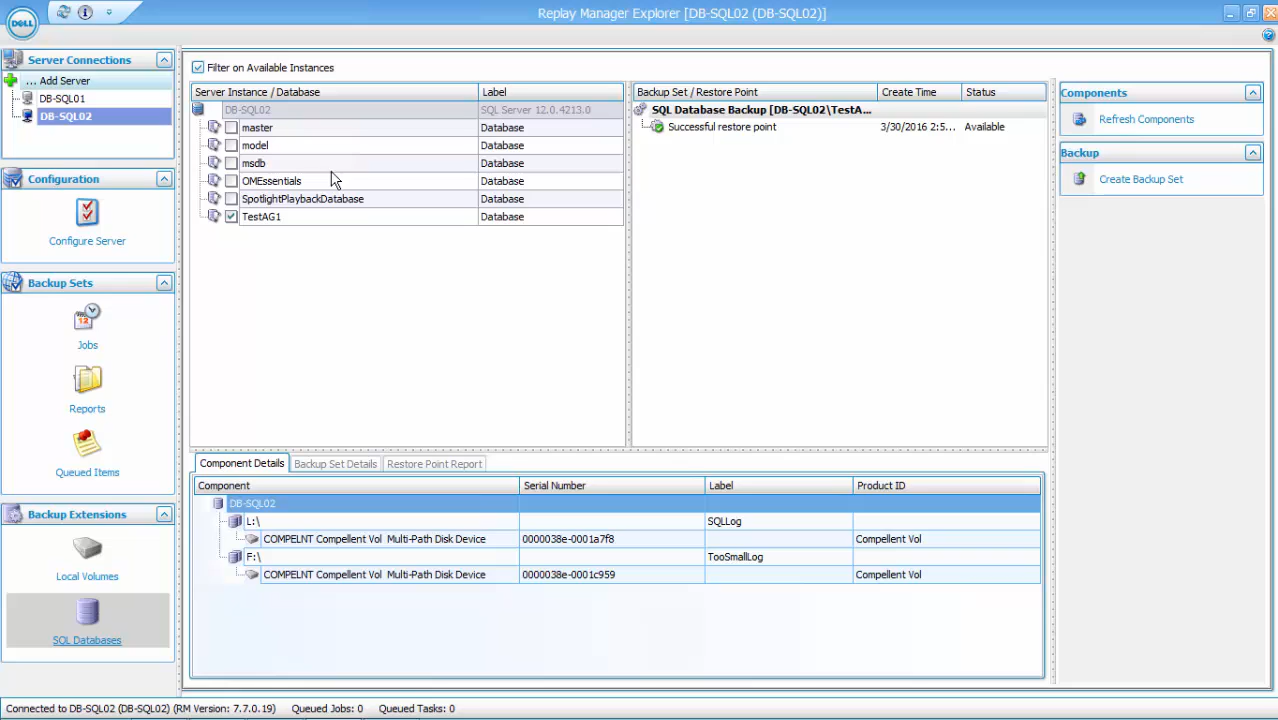 DELL
Replay Manager Explorer [DB-SQL02 (DB-SQL02)]
Server Connections
... Add Server
DB-SQL01
DB-SQL02
Configuration
Configure Server
Backup Sets
12
Jobs
Reports
Queued Items
Backup Extensions
Local Volumes
SQL Databases
Filter on Available Instances
Server Instance / Database Label
DB-SQL02 SQL Server 12.0.4213.0
master Database
model Database
msdb Database
OMEssentials Database
SpotlightPlaybackDatabase Database
TestAG1 Database
Backup Set / Restore Point Create Time Status
SQL Database Backup [DB-SQL02\TestA...
Successful restore point 3/30/2016 2:5... Available
Components
Refresh Components
Backup
Create Backup Set
Component Details Backup Set Details Restore Point Report
Component Serial Number Label Product ID
DB-SQL02
L:\ SQLLog
COMPELNT Compellent Vol Multi-Path Disk Device 0000038e-0001a7f8 Compellent Vol
F:\ TooSmallLog
COMPELNT Compellent Vol Multi-Path Disk Device 0000038e-0001c959 Compellent Vol
Connected to DB-SQL02 (DB-SQL02) (RM Version: 7.7.0.19) Queued Jobs: 0 Queued Tasks: 0